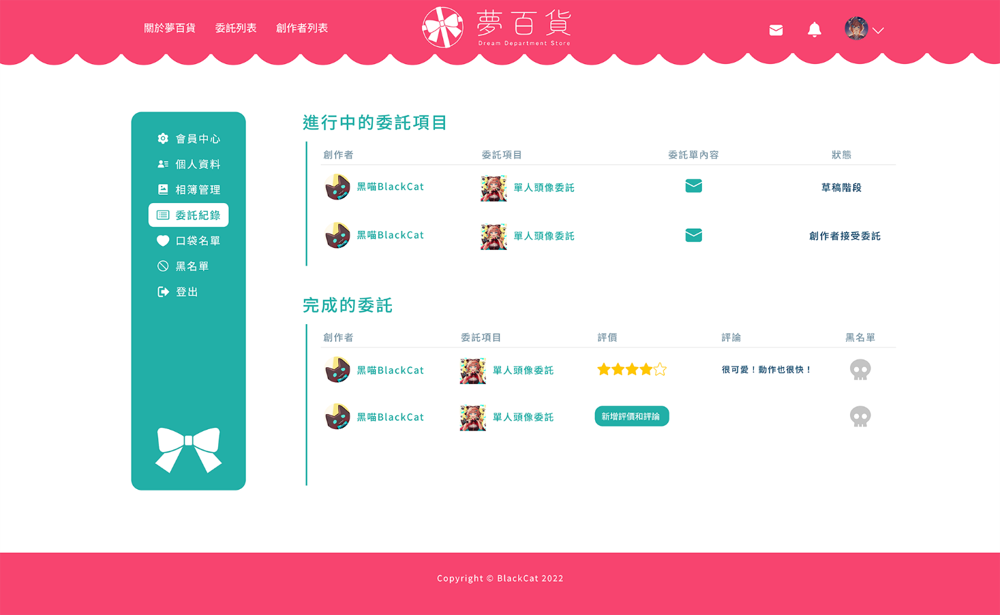 關於夢百貨 委託列表 創作者列表
夢百貨
Dream Department Store
會員中心
個人資料
相簿管理
委託紀錄
口袋名單
黑名單
登出
進行中的委託項目
創作者 委託項目 委託單內容 狀態
黑喵BlackCat 單人頭像委託 草稿階段
黑喵BlackCat 單人頭像委託 創作者接受委託
完成的委託
創作者 委託項目 評價 評論 黑名單
黑喵BlackCat 單人頭像委託 很可愛！動作也很快！
黑喵BlackCat 單人頭像委託 新增評價和評論
Copyright © BlackCat 2022